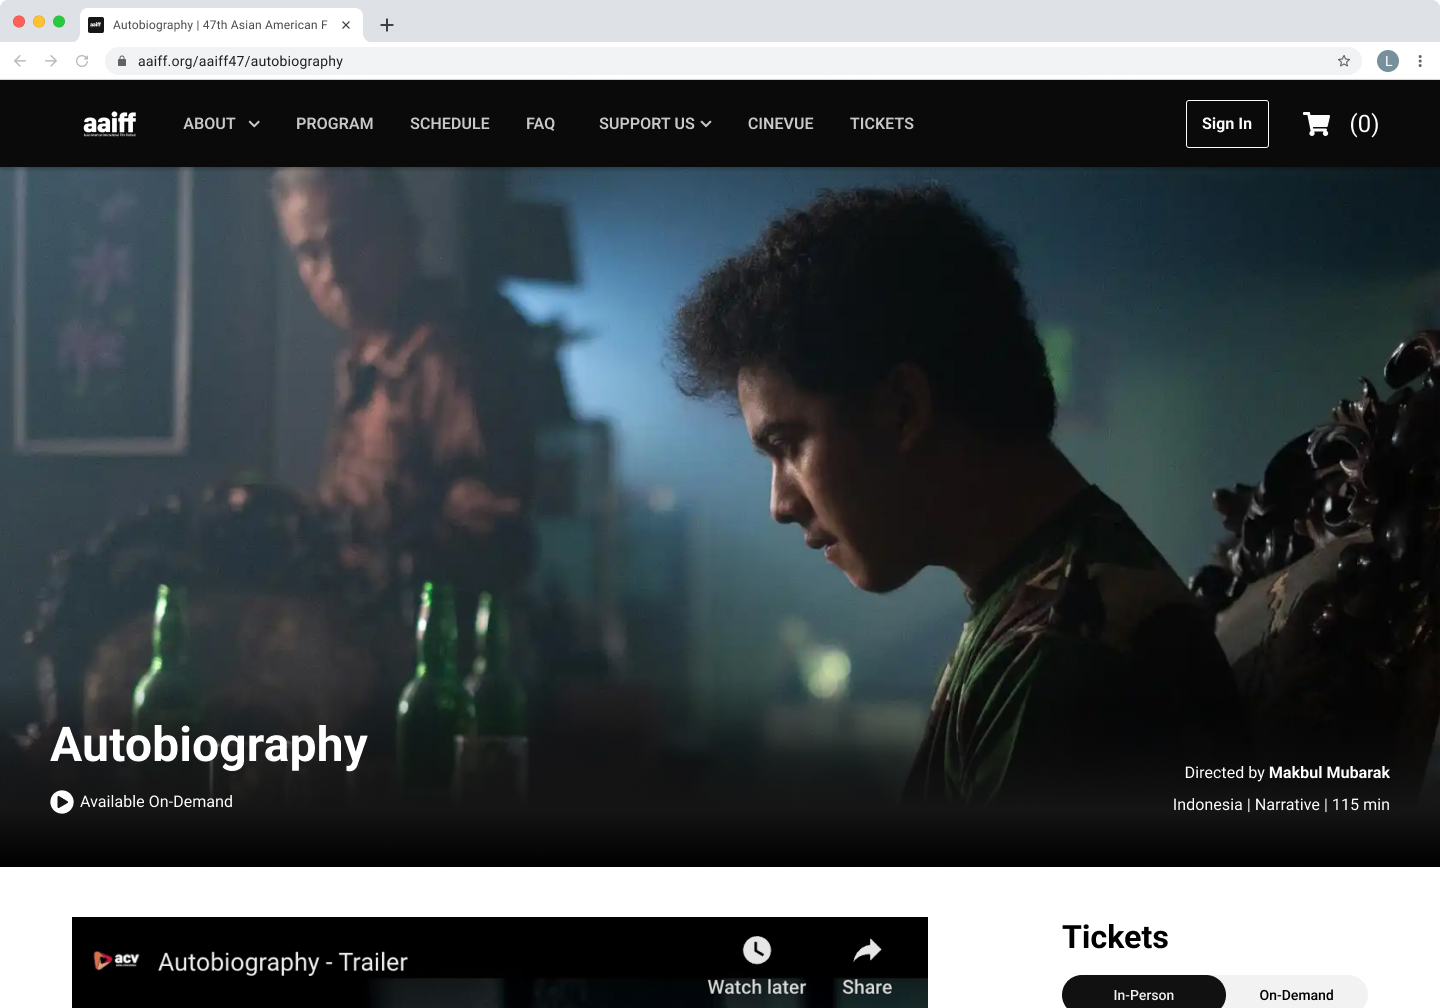 Autobiography | 47th Asian American F
aaiff.org/aaiff47/autobiography
L
aaiff
ABOUT
PROGRAM
SCHEDULE
FAQ
SUPPORT US
CINEVUE
TICKETS
Sign In
(0)
Autobiography
Available On-Demand
Directed by Makbul Mubarak
Indonesia | Narrative | 115 min
acv
Autobiography - Trailer
Watch later
Share
Tickets
In-Person
On-Demand